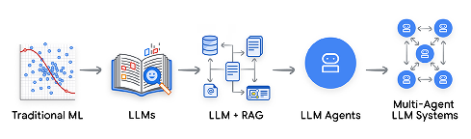 Traditional ML
LLMs
LLM + RAG
LLM Agents
Multi-Agent
LLM Systems